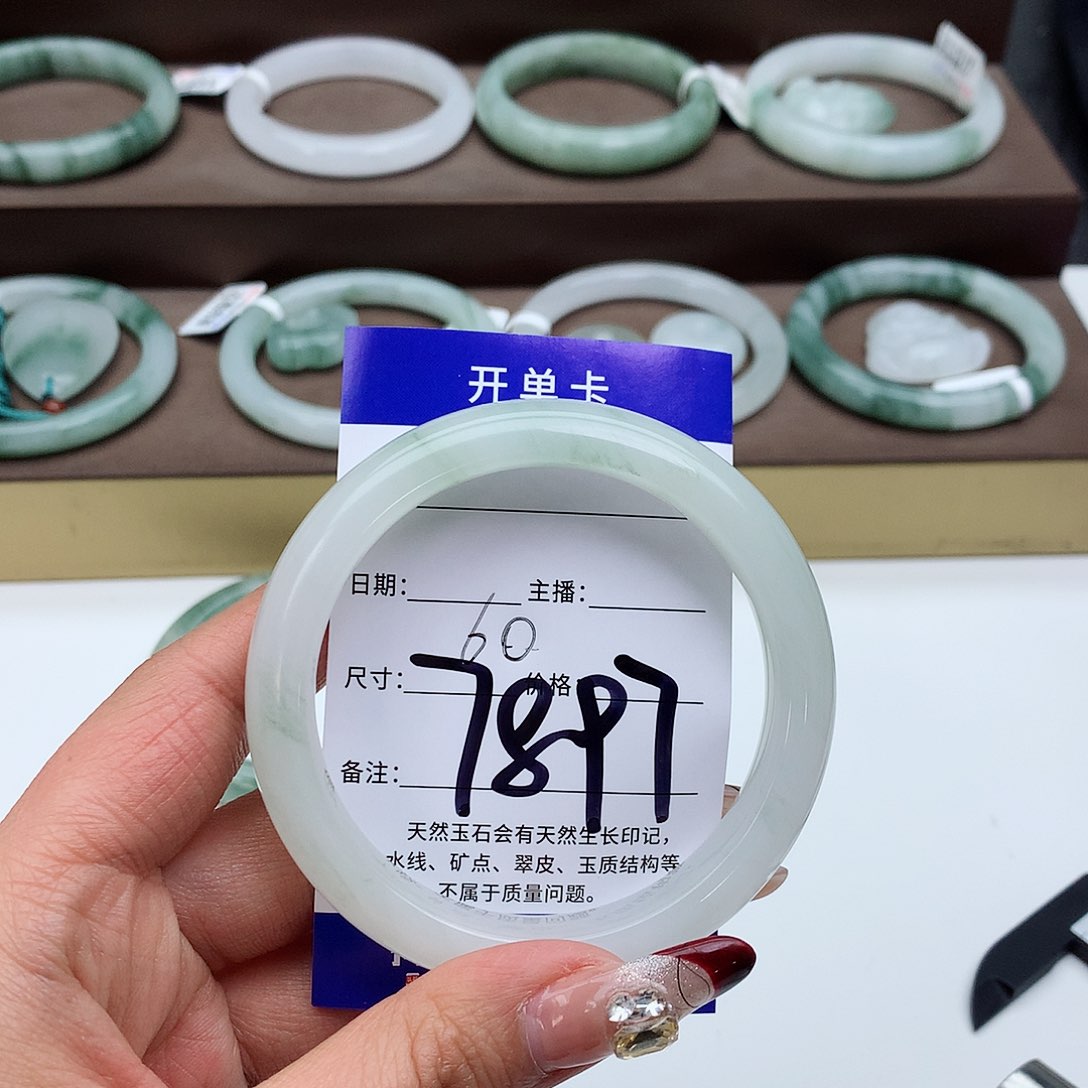 开单卡
日期： 主播：
60
尺寸： 价格：
7897
备注：
天然玉石会有天然生长印记，
水线、矿点、翠皮、玉质结构等
不属于质量问题。